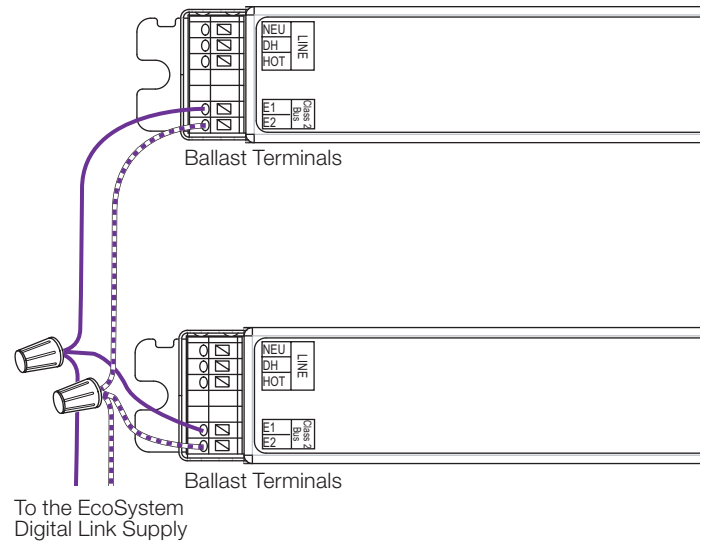 NEU
DH
HOT
LINE
E1
E2
Class 2
Bus
Ballast Terminals
NEU
DH
HOT
LINE
E1
E2
Class 2
Bus
Ballast Terminals
To the EcoSystem
Digital Link Supply